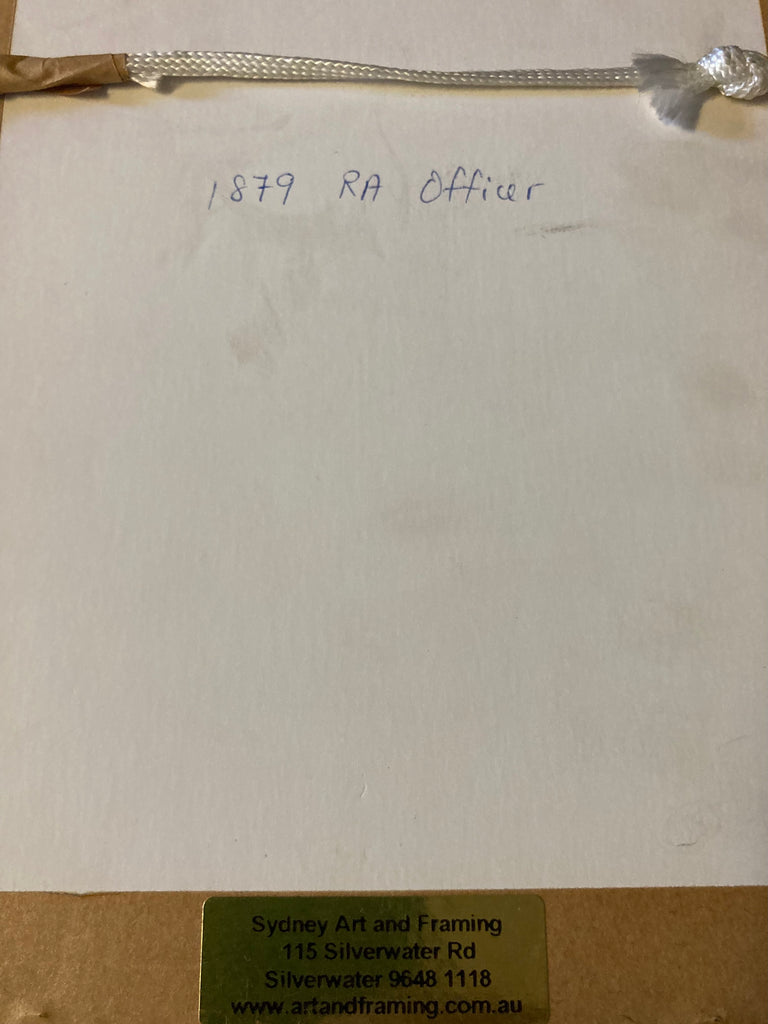 1879 RA Officer
Sydney Art and Framing
115 Silverwater Rd
Silverwater 9648 1118
www.artandframing.com.au